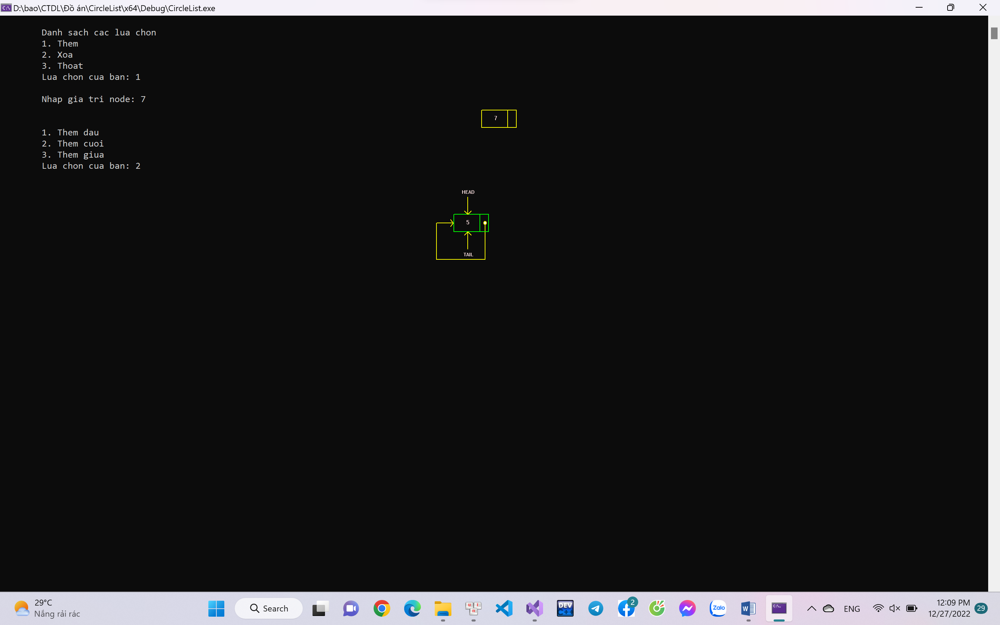 D:\bao\CTDL\Đồ án\CircleList\x64\Debug\CircleList.exe
Danh sach cac lua chon
1. Them
2. Xoa
3. Thoat
Lua chon cua ban: 1
Nhap gia tri node: 7
7
1. Them dau
2. Them cuoi
3. Them giua
Lua chon cua ban: 2
HEAD
5
TAIL
29°C
Nắng rải rác
Search
DEV
C++
2
Zalo
W
ENG
12:09 PM
12/27/2022
29